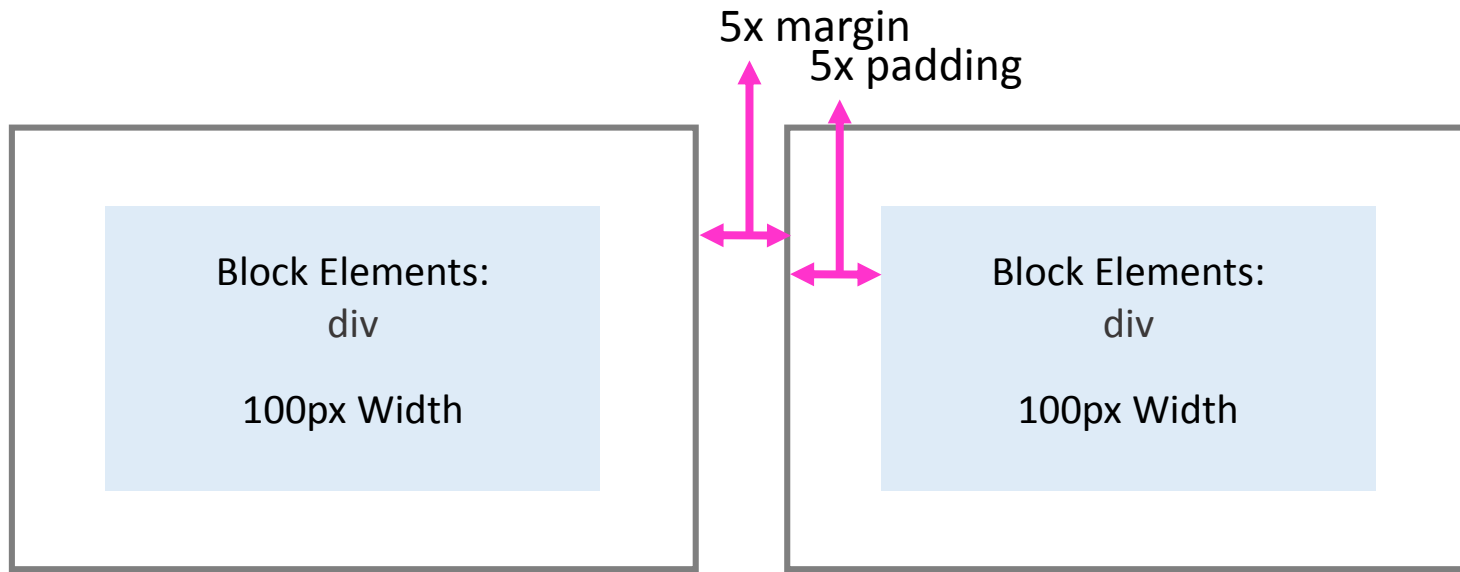 5x margin
5x padding
Block Elements:
div
100px Width
Block Elements:
div
100px Width